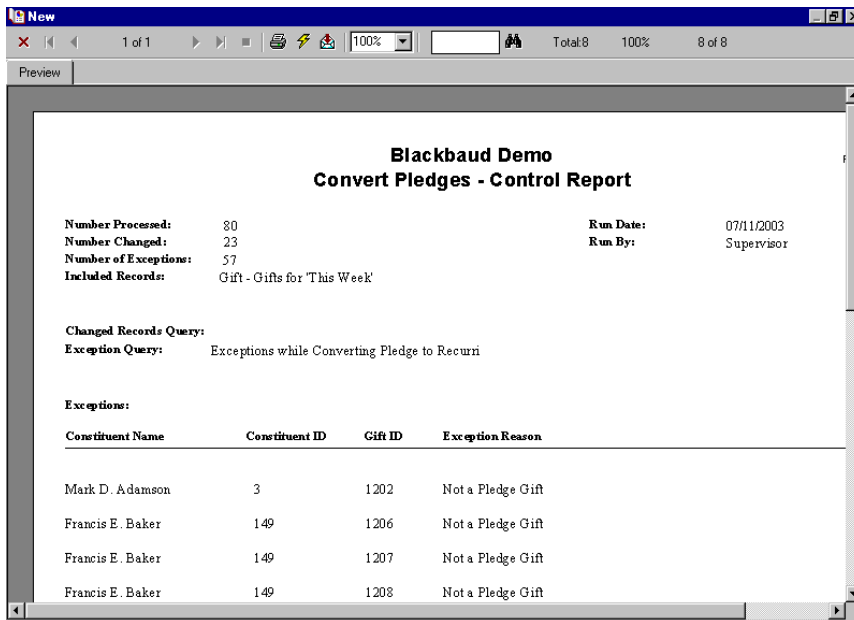 New
1 of 1 100% Total:8 100% 8 of 8
Preview
Blackbaud Demo
Convert Pledges - Control Report
Number Processed: 80 Run Date: 07/11/2003
Number Changed: 23 Run By: Supervisor
Number of Exceptions: 57
Included Records: Gift - Gifts for 'This Week'
Changed Records Query:
Exception Query: Exceptions while Converting Pledge to Recurri
Exceptions:
Constituent Name Constituent ID Gift ID Exception Reason
Mark D. Adamson 3 1202 Not a Pledge Gift
Francis E. Baker 149 1206 Not a Pledge Gift
Francis E. Baker 149 1207 Not a Pledge Gift
Francis E. Baker 149 1208 Not a Pledge Gift